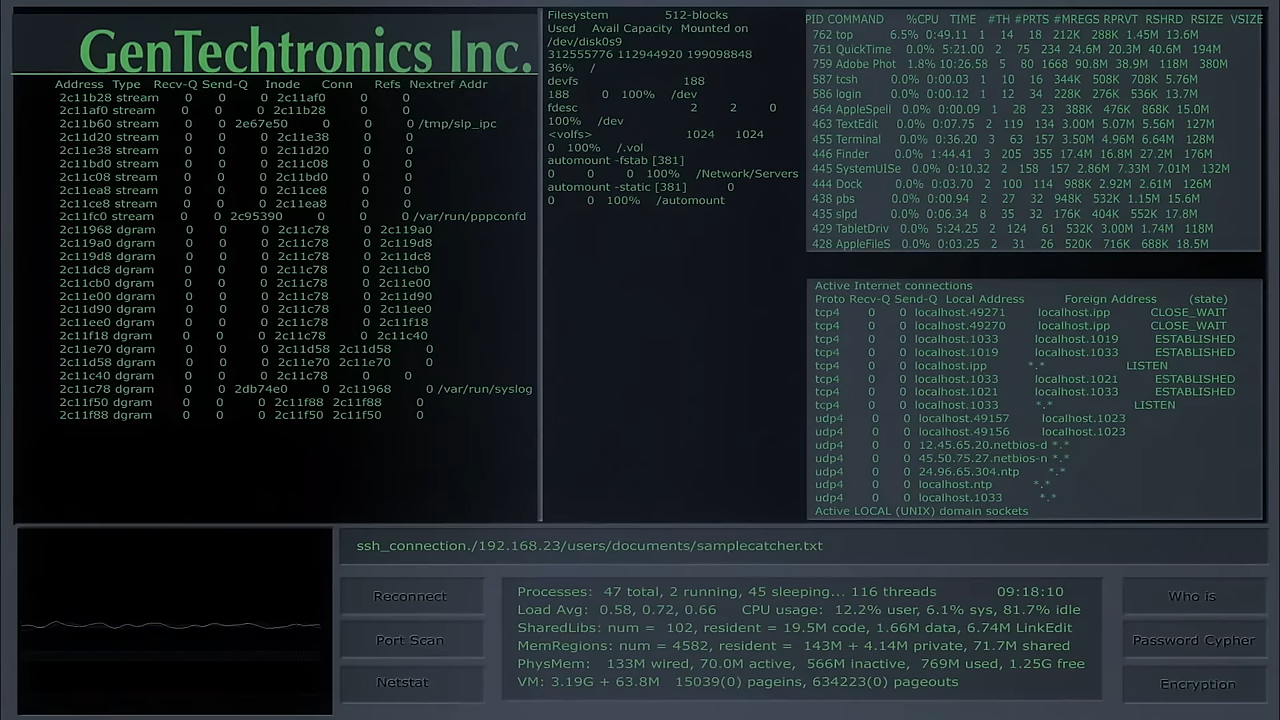 GenTechtronics Inc.
Address Type Recv-Q Send-Q Inode Conn Refs Nextref Addr
2c11b28 stream 0 0 0 2c11af0 0 0
2c11af0 stream 0 0 0 2c11b28 0 0
2c11b60 stream 0 0 2e67e50 0 0 0 /tmp/slp_ipc
2c11d20 stream 0 0 0 2c11e38 0 0
2c11e38 stream 0 0 0 2c11d20 0 0
2c11bd0 stream 0 0 0 2c11c08 0 0
2c11c08 stream 0 0 0 2c11bd0 0 0
2c11ea8 stream 0 0 0 2c11ce8 0 0
2c11ce8 stream 0 0 0 2c11ea8 0 0
2c11fc0 stream 0 0 2c95390 0 0 0 /var/run/pppconfd
2c11968 dgram 0 0 0 2c11c78 0 2c119a0
2c119a0 dgram 0 0 0 2c11c78 0 2c119d8
2c119d8 dgram 0 0 0 2c11c78 0 2c11dc8
2c11dc8 dgram 0 0 0 2c11c78 0 2c11cb0
2c11cb0 dgram 0 0 0 2c11c78 0 2c11e00
2c11e00 dgram 0 0 0 2c11c78 0 2c11d90
2c11d90 dgram 0 0 0 2c11c78 0 2c11ee0
2c11ee0 dgram 0 0 0 2c11c78 0 2c11f18
2c11f18 dgram 0 0 0 2c11c78 0 2c11c40
2c11e70 dgram 0 0 0 2c11d58 2c11d58 0
2c11d58 dgram 0 0 0 2c11e70 2c11e70 0
2c11c40 dgram 0 0 0 2c11c78 0 0
2c11c78 dgram 0 0 2db74e0 0 2c11968 0 /var/run/syslog
2c11f50 dgram 0 0 0 2c11f88 2c11f88 0
2c11f88 dgram 0 0 0 2c11f50 2c11f50 0
Filesystem 512-blocks
Used Avail Capacity Mounted on
/dev/disk0s9
312555776 112944920 199098848
36% /
devfs 188
188 0 100% /dev
fdesc 2 2 0
100% /dev
<volfs> 1024 1024
0 100% /.vol
automount -fstab [381]
0 0 0 100% /Network/Servers
automount -static [381] 0
0 0 100% /automount
PID COMMAND %CPU TIME #TH #PRTS #MREGS RPRVT RSHRD RSIZE VSIZE
762 top 6.5% 0:49.11 1 14 18 212K 288K 1.45M 13.6M
761 QuickTime 0.0% 5:21.00 2 75 234 24.6M 20.3M 40.6M 194M
759 Adobe Phot 1.8% 10:26.58 5 80 1668 90.8M 38.9M 118M 380M
587 tcsh 0.0% 0:00.03 1 10 16 344K 508K 708K 5.76M
586 login 0.0% 0:00.12 1 12 34 228K 276K 536K 13.7M
464 AppleSpell 0.0% 0:00.09 1 28 23 388K 476K 868K 15.0M
463 TextEdit 0.0% 0:07.75 2 119 134 3.00M 5.07M 5.56M 127M
455 Terminal 0.0% 0:36.20 3 63 157 3.50M 4.96M 6.64M 128M
446 Finder 0.0% 1:44.41 3 205 355 17.4M 16.8M 27.2M 176M
445 SystemUISe 0.0% 0:10.32 2 158 157 2.86M 7.33M 7.01M 132M
444 Dock 0.0% 0:03.70 2 100 114 988K 2.92M 2.61M 126M
438 pbs 0.0% 0:00.94 2 27 32 948K 532K 1.15M 15.6M
435 slpd 0.0% 0:06.34 8 35 32 176K 404K 552K 17.8M
429 TabletDriv 0.0% 5:24.25 2 124 61 532K 3.00M 1.74M 118M
428 AppleFileS 0.0% 0:03.25 2 31 26 520K 716K 688K 18.5M
Active Internet connections
Proto Recv-Q Send-Q Local Address Foreign Address (state)
tcp4 0 0 localhost.49271 localhost.ipp CLOSE_WAIT
tcp4 0 0 localhost.49270 localhost.ipp CLOSE_WAIT
tcp4 0 0 localhost.1033 localhost.1019 ESTABLISHED
tcp4 0 0 localhost.1019 localhost.1033 ESTABLISHED
tcp4 0 0 localhost.ipp *.* LISTEN
tcp4 0 0 localhost.1033 localhost.1021 ESTABLISHED
tcp4 0 0 localhost.1021 localhost.1033 ESTABLISHED
tcp4 0 0 localhost.1033 *.* LISTEN
udp4 0 0 localhost.49157 localhost.1023
udp4 0 0 localhost.49156 localhost.1023
udp4 0 0 12.45.65.20.netbios-d *.*
udp4 0 0 45.50.75.27.netbios-n *.*
udp4 0 0 24.96.65.304.ntp *.*
udp4 0 0 localhost.ntp *.*
udp4 0 0 localhost.1033 *.*
Active LOCAL (UNIX) domain sockets
ssh_connection./192.168.23/users/documents/samplecatcher.txt
Reconnect
Port Scan
Netstat
Processes: 47 total, 2 running, 45 sleeping... 116 threads 09:18:10
Load Avg: 0.58, 0.72, 0.66 CPU usage: 12.2% user, 6.1% sys, 81.7% idle
SharedLibs: num = 102, resident = 19.5M code, 1.66M data, 6.74M LinkEdit
MemRegions: num = 4582, resident = 143M + 4.14M private, 71.7M shared
PhysMem: 133M wired, 70.0M active, 566M inactive, 769M used, 1.25G free
VM: 3.19G + 63.8M 15039(0) pageins, 634223(0) pageouts
Who is
Password Cypher
Encryption